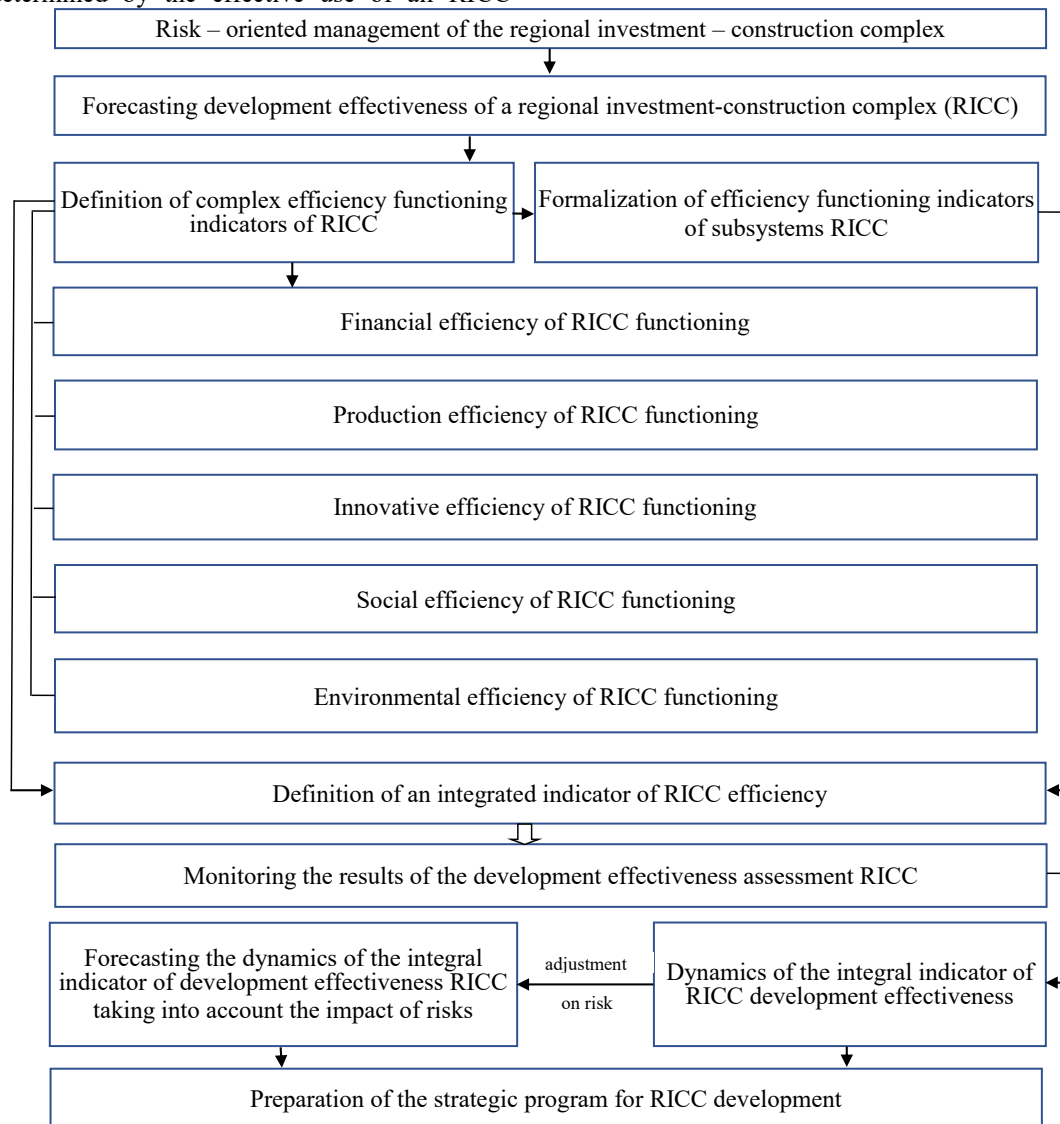 determined by the effective use of an RICC
Risk – oriented management of the regional investment – construction complex
Forecasting development effectiveness of a regional investment-construction complex (RICC)
Definition of complex efficiency functioning
indicators of RICC
Formalization of efficiency functioning indicators
of subsystems RICC
Financial efficiency of RICC functioning
Production efficiency of RICC functioning
Innovative efficiency of RICC functioning
Social efficiency of RICC functioning
Environmental efficiency of RICC functioning
Definition of an integrated indicator of RICC efficiency
Monitoring the results of the development effectiveness assessment RICC
Forecasting the dynamics of the integral
indicator of development effectiveness RICC
taking into account the impact of risks
adjustment
on risk
Dynamics of the integral indicator of
RICC development effectiveness
Preparation of the strategic program for RICC development